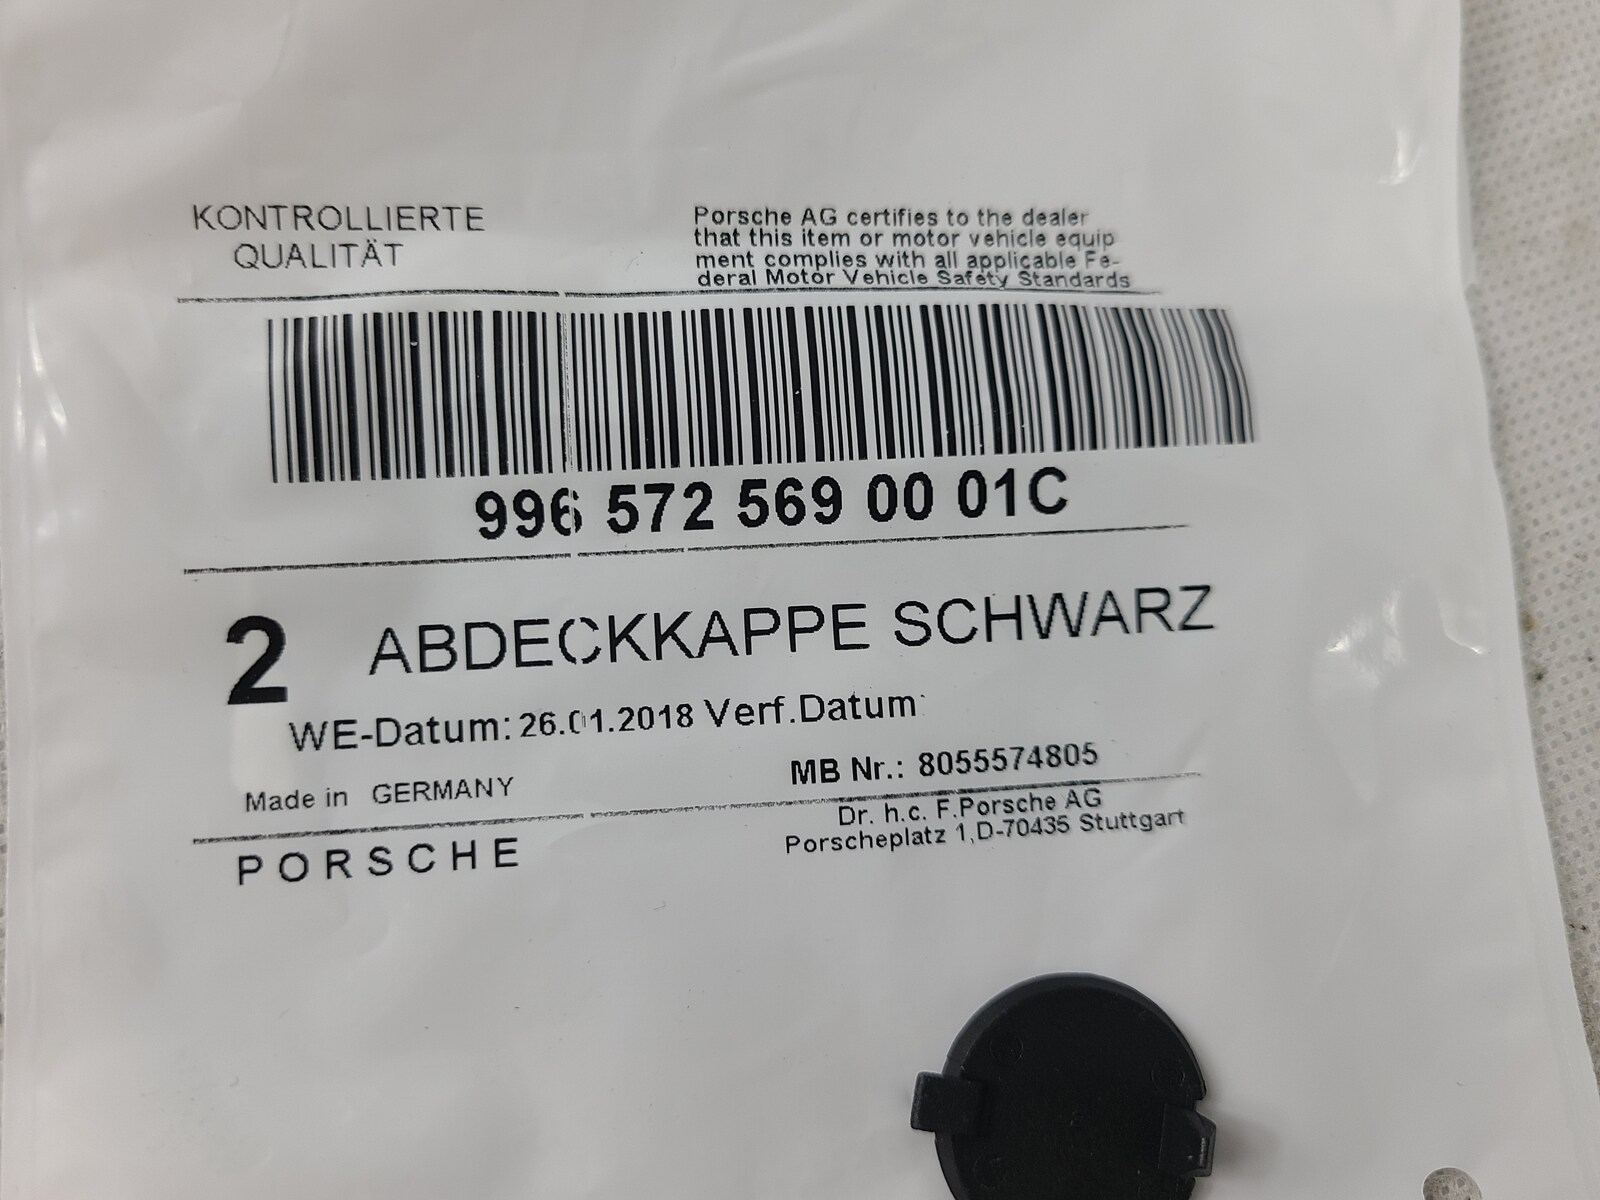 KONTROLLIERTE
QUALITÄT
Porsche AG certifies to the dealer
that this item or motor vehicle equip
ment complies with all applicable Fe-
deral Motor Vehicle Safety Standards
996 572 569 00 01C
2 ABDECKKAPPE SCHWARZ
WE-Datum: 26.01.2018 Verf.Datum
MB Nr.: 8055574805
Made in GERMANY
Dr. h.c. F.Porsche AG
Porscheplatz 1,D-70435 Stuttgart
PORSCHE